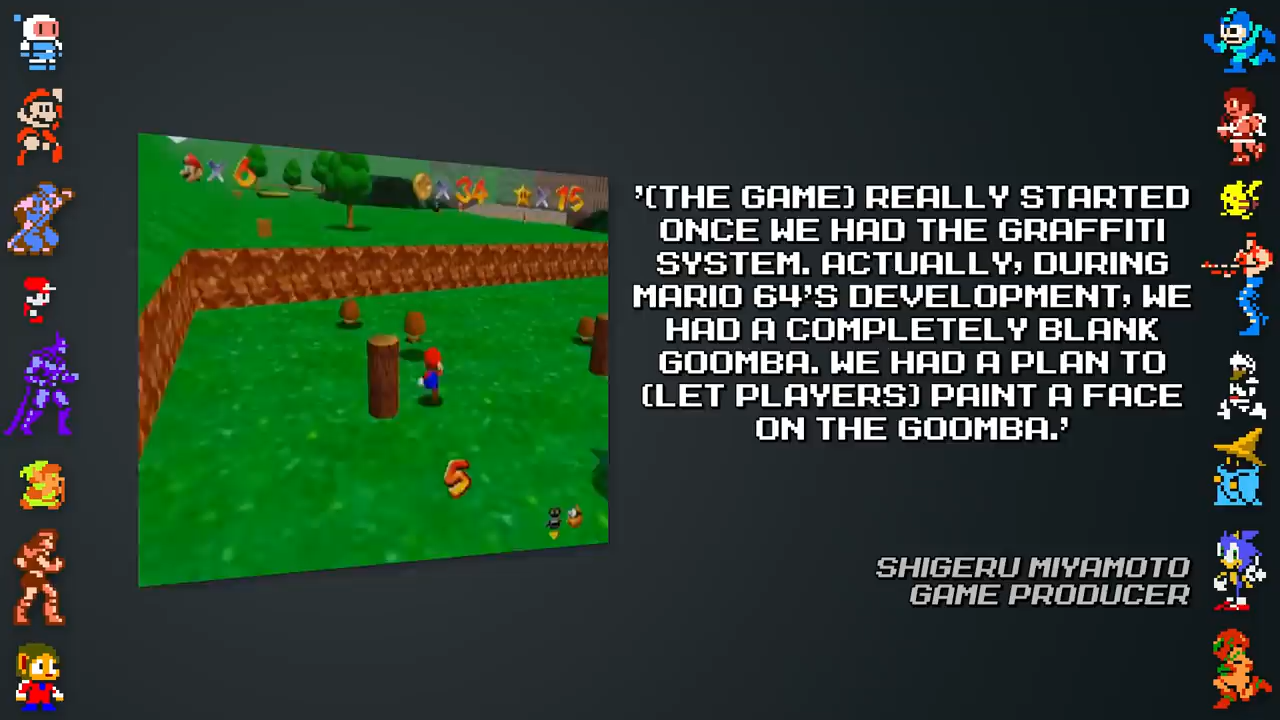 x 6
x 34
x 15
5
'(THE GAME) REALLY STARTED
ONCE WE HAD THE GRAFFITI
SYSTEM. ACTUALLY, DURING
MARIO 64'S DEVELOPMENT, WE
HAD A COMPLETELY BLANK
GOOMBA. WE HAD A PLAN TO
(LET PLAYERS) PAINT A FACE
ON THE GOOMBA.'
SHIGERU MIYAMOTO
GAME PRODUCER